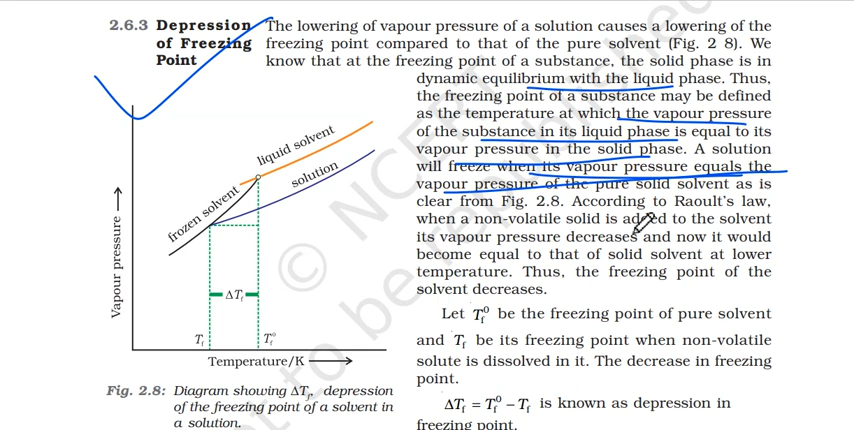 2.6.3 Depression of Freezing Point
The lowering of vapour pressure of a solution causes a lowering of the
freezing point compared to that of the pure solvent (Fig. 2 8). We
know that at the freezing point of a substance, the solid phase is in
dynamic equilibrium with the liquid phase. Thus,
the freezing point of a substance may be defined
as the temperature at which the vapour pressure
of the substance in its liquid phase is equal to its
vapour pressure in the solid phase. A solution
will freeze when its vapour pressure equals the
vapour pressure of the pure solid solvent as is
clear from Fig. 2.8. According to Raoult's law,
when a non-volatile solid is added to the solvent
its vapour pressure decreases and now it would
become equal to that of solid solvent at lower
temperature. Thus, the freezing point of the
solvent decreases.
Let T_f^0 be the freezing point of pure solvent
and T_f be its freezing point when non-volatile
solute is dissolved in it. The decrease in freezing
point.
ΔT_f = T_f^0 − T_f is known as depression in
freezing point.
Vapour pressure
frozen solvent
liquid solvent
solution
ΔT_f
T_f
T_f^o
Temperature/K
Fig. 2.8: Diagram showing ΔT_f, depression
of the freezing point of a solvent in
a solution.
© NCERT
not to be republished